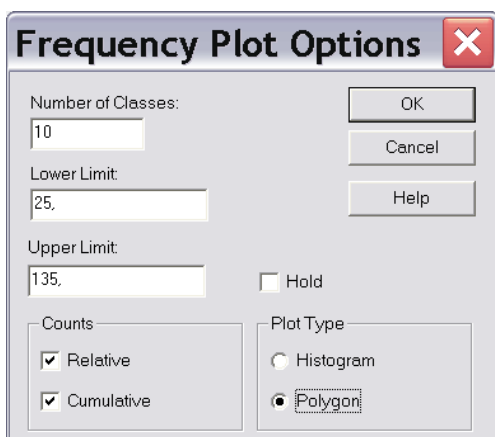 Frequency Plot Options
Number of Classes:
10
OK
Cancel
Lower Limit:
25,
Help
Upper Limit:
135,
Hold
Counts
Relative
Cumulative
Plot Type
Histogram
Polygon